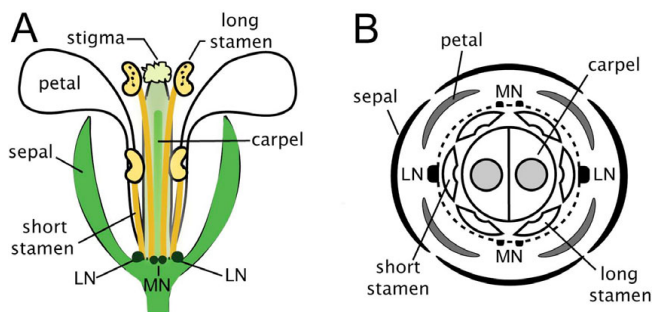 A
stigma
long
stamen
petal
carpel
sepal
short
stamen
LN
MN
LN
B
petal
carpel
MN
sepal
LN
LN
MN
short
stamen
long
stamen